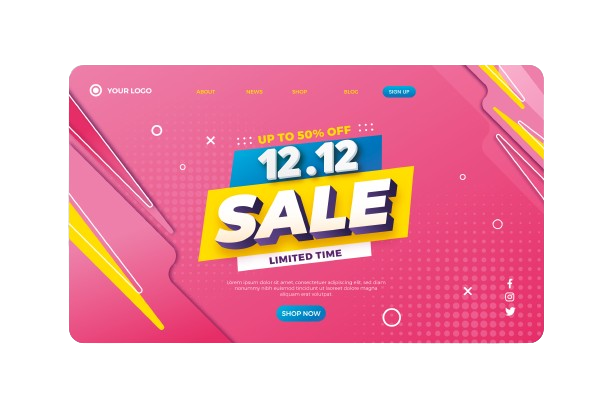 YOUR LOGO
ABOUT
NEWS
SHOP
BLOG
SIGN UP
UP TO 50% OFF
12.12
SALE
LIMITED TIME
Lorem ipsum dolor sit amet, consectetuer adipiscing elit, sed diam
nonummy nibh euismod tincidunt ut laoreet dolore magna
aliquam erat volutpat.
SHOP NOW